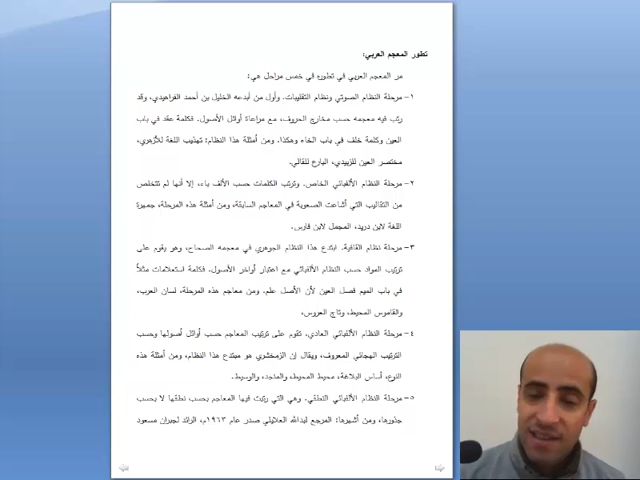 تطور المعجم العربي:
مر المعجم العربي في تطوره في خمس مراحل هي:
١- مرحلة النظام الصوتي ونظام التقليبات. وأول من أبدعه الخليل بن أحمد الفراهيدي، وقد
رتب فيه معجمه حسب مخارج الحروف، مع مراعاة أوائل الأصول. فكلمة عقد في باب
العين وكلمة خلف في باب الخاء وهكذا. ومن أمثلة هذا النظام: تهذيب اللغة للأزهري،
مختصر العين للزبيدي، البارع للقالي.
٢- مرحلة النظام الألفبائي الخاص. وترتب الكلمات حسب الألف باء، إلا أنها لم تتخلص
من التقاليب التي أشاعت الصعوبة في المعاجم السابقة، ومن أمثلة هذه المرحلة، جمهرة
اللغة لابن دريد، المجمل لابن فارس.
٣- مرحلة نظام القافية. ابتدع هذا النظام الجوهري في معجمه الصحاح، وهو يقوم على
ترتيب المواد حسب النظام الألفبائي مع اعتبار أواخر الأصول. فكلمة استعلامات مثلاً
في باب الميم فصل العين لأن الأصل علم. ومن معاجم هذه المرحلة، لسان العرب،
والقاموس المحيط، وتاج العروس،
٤- مرحلة النظام الألفبائي العادي. تقوم على ترتيب المعاجم حسب أوائل أصولها وحسب
الترتيب الهجائي المعروف، ويقال إن الزمخشري هو مبتدع هذا النظام، ومن أمثلة هذه
النوع، أساس البلاغة، محيط المحيط، والمنجد، والوسيط.
٥- مرحلة النظام الألفبائي النطقي. وهي التي رتبت فيها المعاجم بحسب نطقها لا بحسب
جذورها، ومن أشهرها: المرجع لبدالله العلايلي صدر عام ١٩٦٣م، الرائد لجبران مسعود